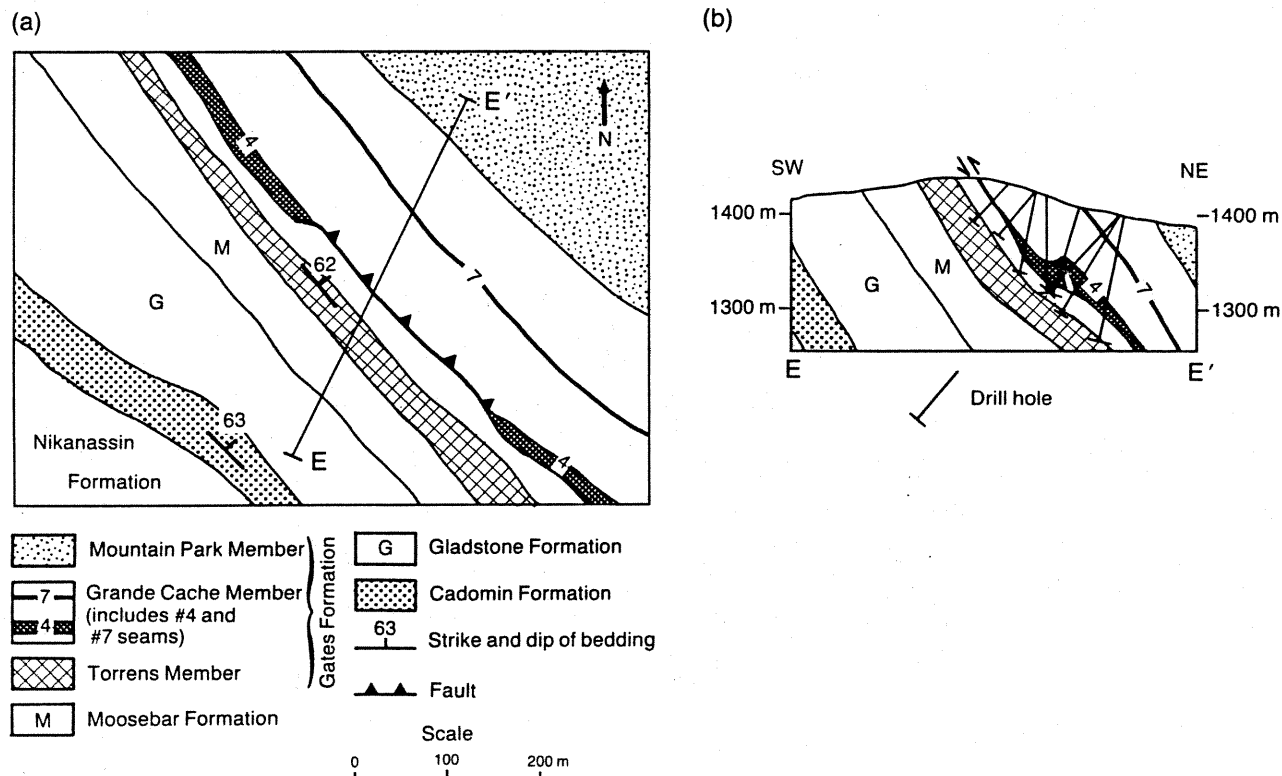 (a)
E'
N
4
M
62
7
G
63
E
Nikanassin
Formation
4
(b)
SW
NE
1400 m
1400 m
M
G
4
7
1300 m
1300 m
E
E'
Drill hole
Mountain Park Member
7
Grande Cache Member
(includes #4 and
4
#7 seams)
Torrens Member
Gates Formation
M
Moosebar Formation
G
Gladstone Formation
Cadomin Formation
63
Strike and dip of bedding
Fault
Scale
0 100 200 m